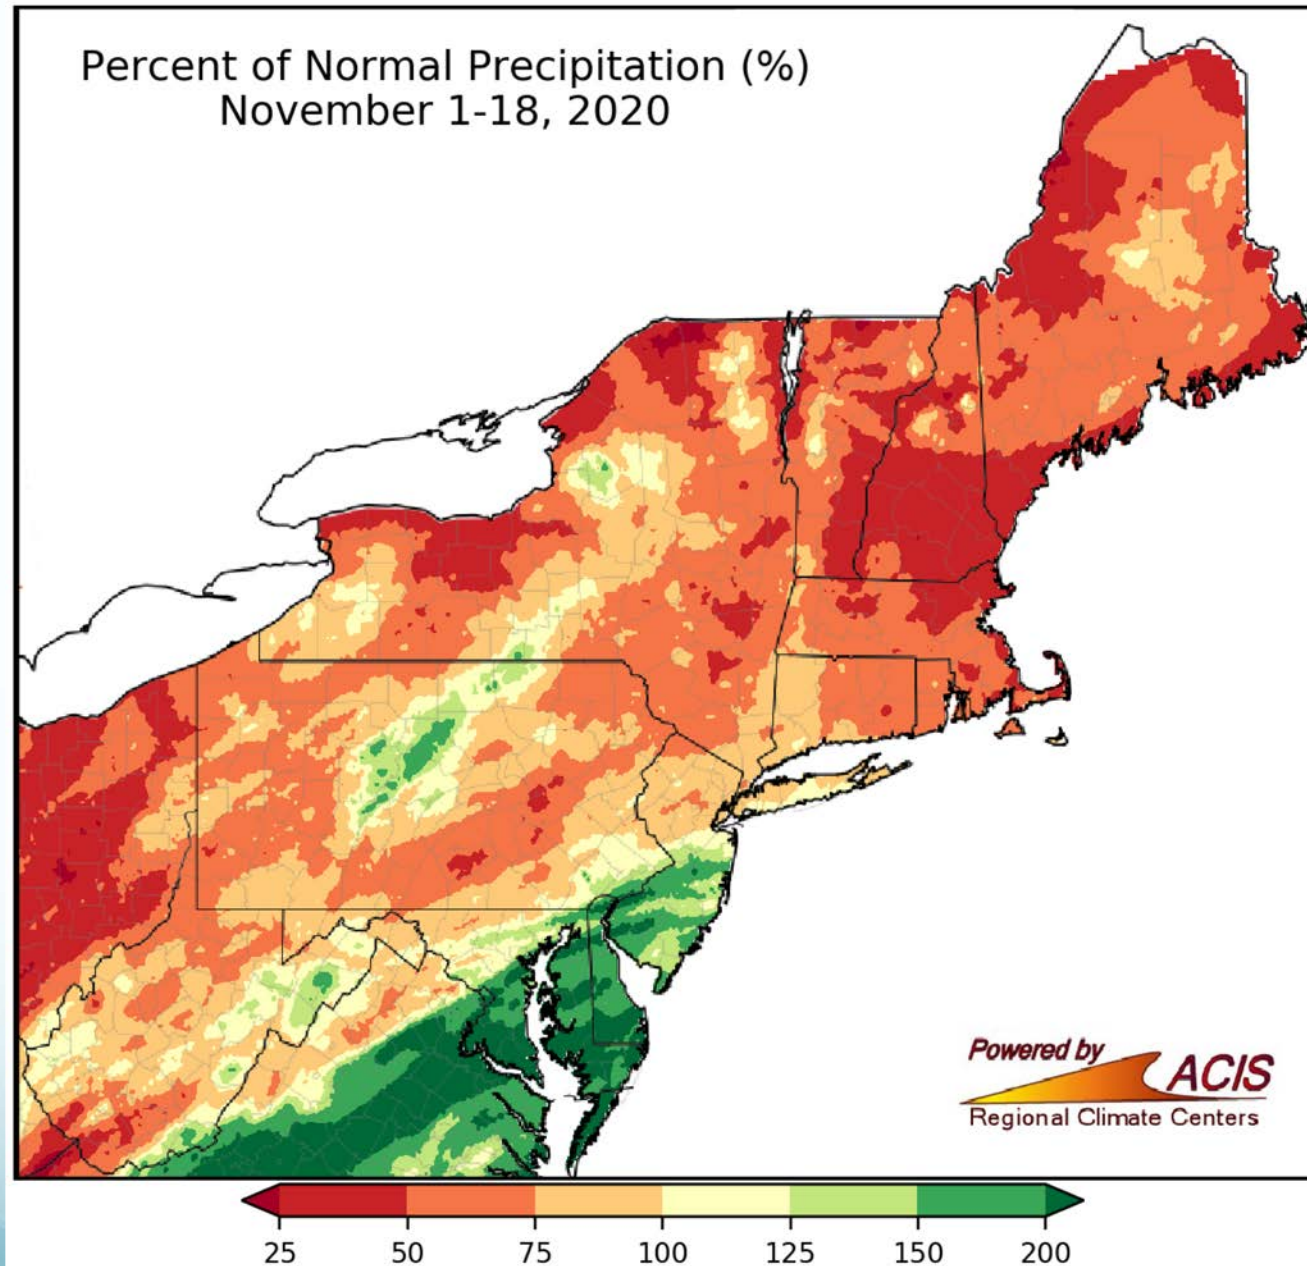 Percent of Normal Precipitation (%)
November 1-18, 2020
Powered by
ACIS
Regional Climate Centers
25 50 75 100 125 150 200